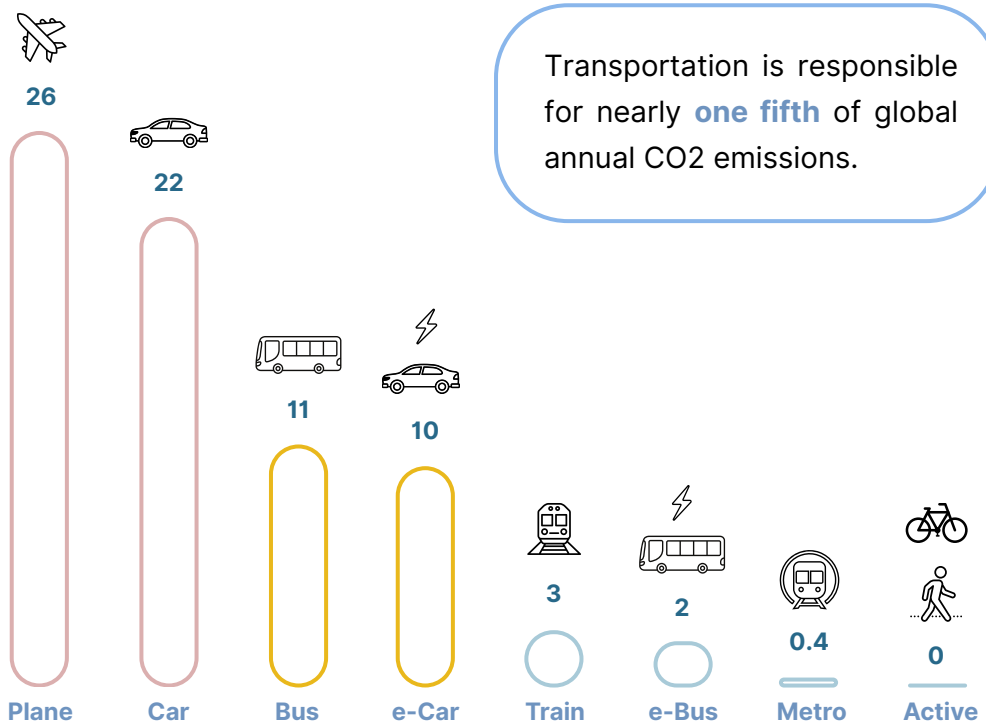 26
Transportation is responsible
for nearly one fifth of global
annual CO2 emissions.
22
11
10
3
2
0.4
0
Plane
Car
Bus
e-Car
Train
e-Bus
Metro
Active